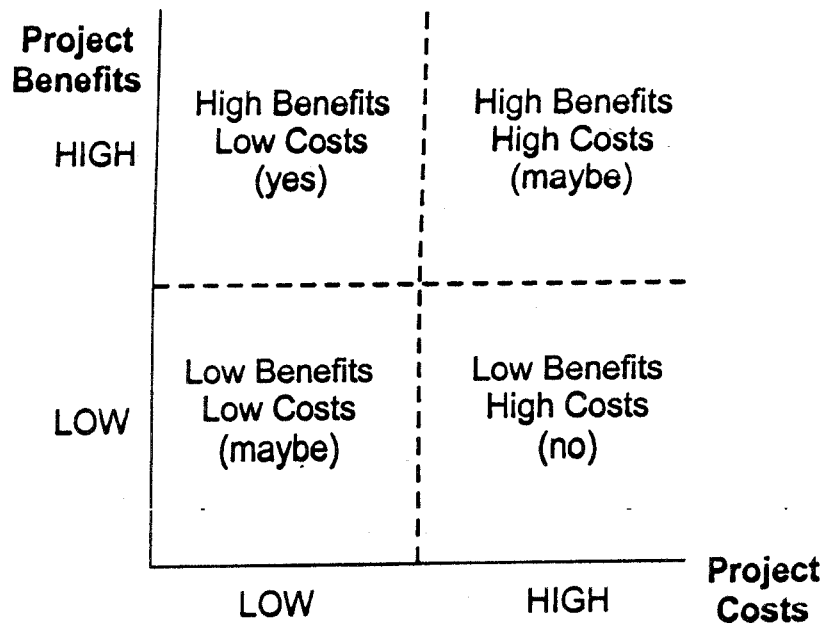 Project
Benefits
HIGH
High Benefits
Low Costs
(yes)
High Benefits
High Costs
(maybe)
LOW
Low Benefits
Low Costs
(maybe)
Low Benefits
High Costs
(no)
LOW
HIGH
Project
Costs